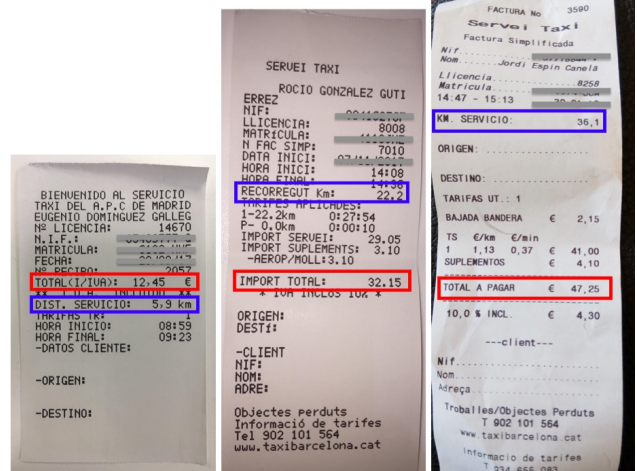 BIENVENIDO AL SERVICIO
TAXI DEL A.P.C DE MADRID
EUGENIO DOMINGUEZ GALLEG
Nº LICENCIA: 14670
N.I.F.:
MATRICULA:
FECHA:
Nº RECIBO: 2057
TOTAL(I/IVA): 12,45 €
** I.V.A. INCLUIDO **
DIST. SERVICIO: 5,9 km
TARIFAS TR: 1
HORA INICIO: 08:59
HORA FINAL: 09:23
-DATOS CLIENTE:
-ORIGEN:
-DESTINO:
SERVEI TAXI
ROCIO GONZALEZ GUTI
ERREZ
NIF:
LLICENCIA: 8008
MATRíCULA:
N FAC SIMP: 7010
DATA INICI:
HORA INICI: 14:08
HORA FINAL: 14:38
RECORREGUT Km: 22.2
TARIFES APLICADES:
1-22.2km 0:27:54
P- 0.0km 0:00:10
IMPORT SERVEI: 29.05
IMPORT SUPLEMENTS: 3.10
-AEROP/MOLL:3.10
IMPORT TOTAL: 32.15
* IVA INCLOS 10% *
ORIGEN:
DESTí:
-CLIENT
NIF:
NOM:
ADRE:
Objectes perduts
Informació de tarifes
Tel 902 101 564
www.taxibarcelona.cat
FACTURA No 3590
Servei Taxi
Factura Simplificada
Nif
Nom Jordi Espin Canela
Llicencia 8258
Matricula
14:47 - 15:13
KM. SERVICIO: 36,1
ORIGEN:
DESTINO:
TARIFAS UT.: 1
BAJADA BANDERA € 2,15
TS €/km €/min
1 1,13 0,37 € 41,00
SUPLEMENTOS € 4,10
TOTAL A PAGAR € 47,25
10,0 % INCL. € 4,30
---client---
Nif
Nom
Adreça
Troballes/Objectes Perduts
T 902 101 564
www.taxibarcelona.cat
Informacio de tarifes